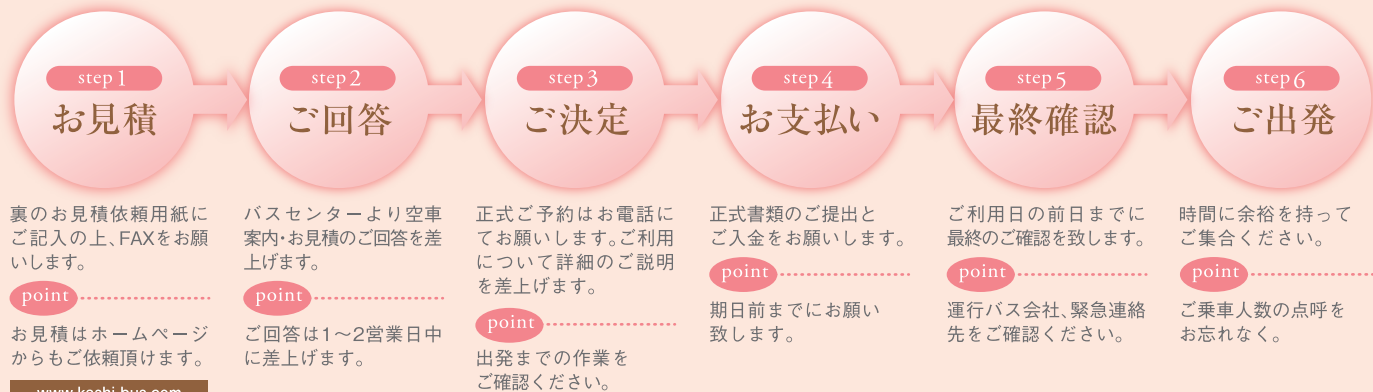 step1
お見積
裏のお見積依頼用紙に
ご記入の上、FAXをお願
いします。
point
お見積はホームページ
からもご依頼頂けます。
step2
ご回答
バスセンターより空車
案内・お見積のご回答を差
上げます。
point
ご回答は1〜2営業日中
に差上げます。
step3
ご決定
正式ご予約はお電話に
てお願いします。ご利用
について詳細のご説明
を差上げます。
point
出発までの作業を
ご確認ください。
step4
お支払い
正式書類のご提出と
ご入金をお願いします。
point
期日前までにお願い
致します。
step5
最終確認
ご利用日の前日までに
最終のご確認を致します。
point
運行バス会社、緊急連絡
先をご確認ください。
step6
ご出発
時間に余裕を持って
ご集合ください。
point
ご乗車人数の点呼を
お忘れなく。